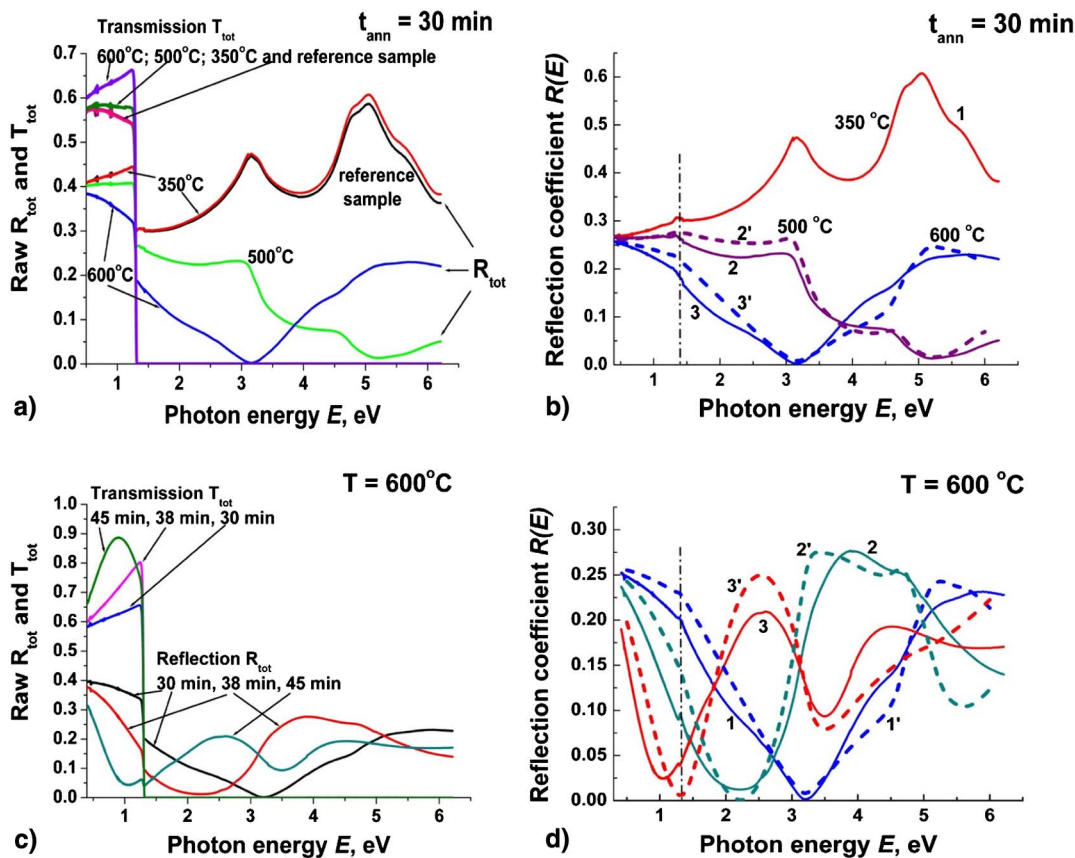 a)
t_ann = 30 min
Transmission T_tot
600°C; 500°C; 350°C and reference sample
350°C
reference
sample
500°C
600°C
R_tot
Raw R_tot and T_tot
0.7
0.6
0.5
0.4
0.3
0.2
0.1
0.0
1 2 3 4 5 6
Photon energy E, eV
b)
t_ann = 30 min
350 °C
1
500 °C
600 °C
2'
2
3'
3
Reflection coefficient R(E)
0.6
0.5
0.4
0.3
0.2
0.1
0.0
1 2 3 4 5 6
Photon energy E, eV
c)
T = 600°C
Transmission T_tot
45 min, 38 min, 30 min
Reflection R_tot
30 min, 38 min, 45 min
Raw R_tot and T_tot
1.0
0.9
0.8
0.7
0.6
0.5
0.4
0.3
0.2
0.1
0.0
1 2 3 4 5 6
Photon energy E, eV
d)
T = 600 °C
2'
2
3'
3
1
1'
Reflection coefficient R(E)
0.30
0.25
0.20
0.15
0.10
0.05
0.00
1 2 3 4 5 6
Photon energy E, eV